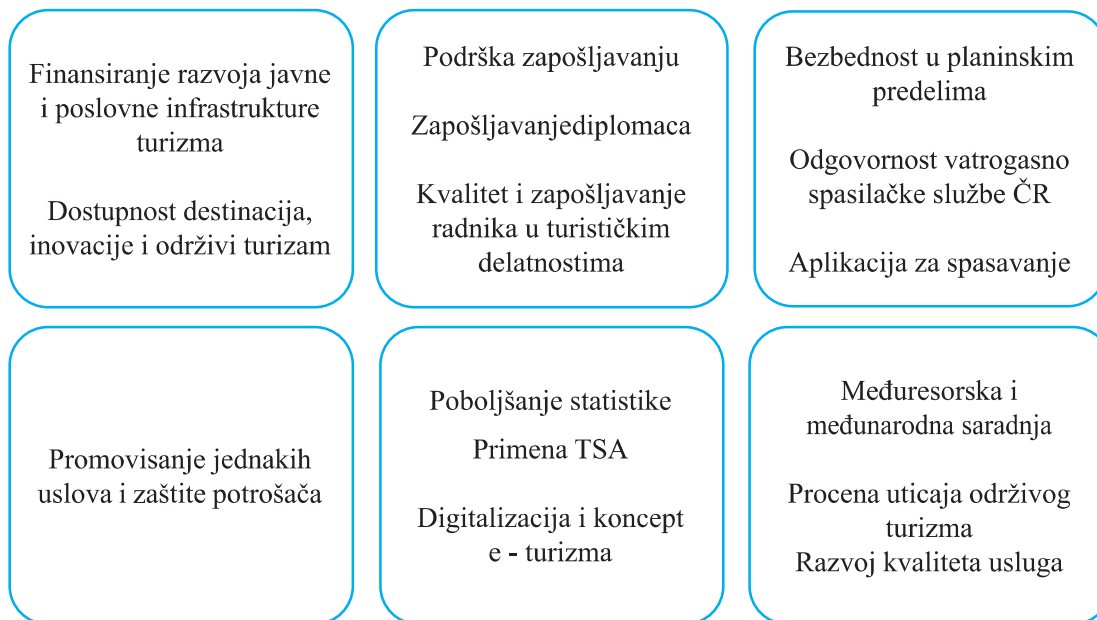 Finansiranje razvoja javne
i poslovne infrastrukture
turizma
Dostupnost destinacija,
inovacije i održivi turizam
Podrška zapošljavanju
Zapošljavanjediplomaca
Kvalitet i zapošljavanje
radnika u turističkim
delatnostima
Bezbednost u planinskim
predelima
Odgovornost vatrogasno
spasilačke službe ČR
Aplikacija za spasavanje
Promovisanje jednakih
uslova i zaštite potrošača
Poboljšanje statistike
Primena TSA
Digitalizacija i koncept
e - turizma
Međuresorska i
međunarodna saradnja
Procena uticaja održivog
turizma
Razvoj kvaliteta usluga